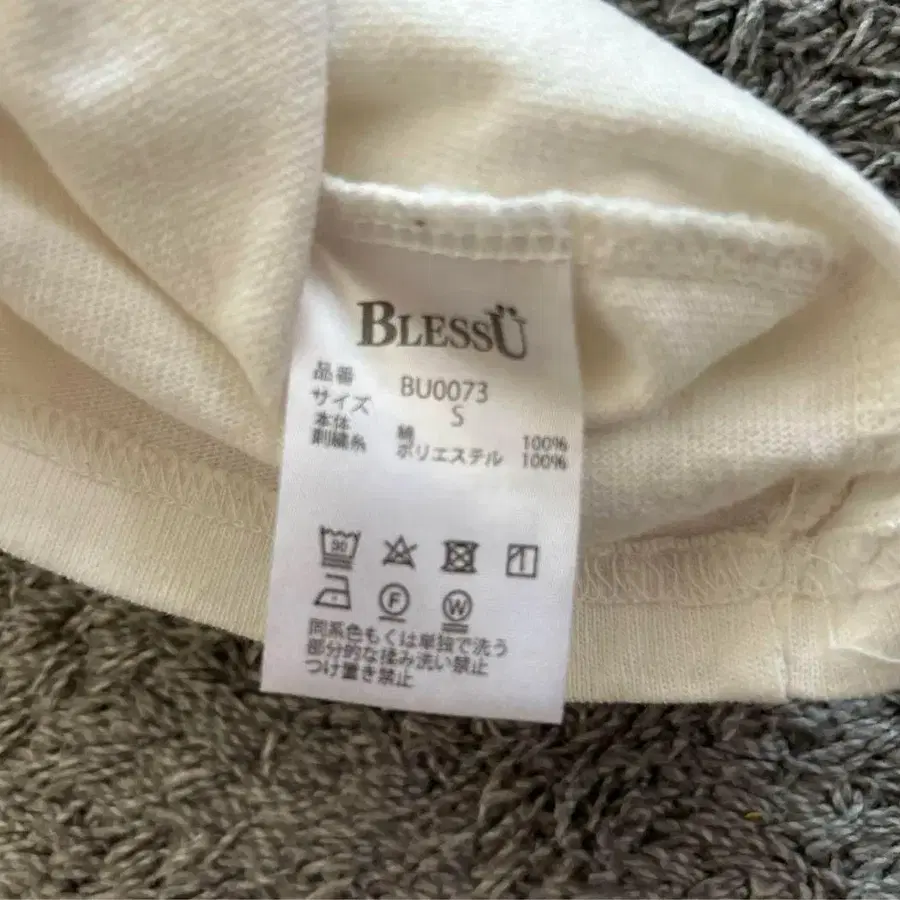 BLESSÜ
品番 BU0073
サイズ S
本体 綿 100%
刺繍糸 ポリエステル 100%
F
W
同系色もくは単独で洗う
部分的な揉み洗い禁止
つけ置き禁止